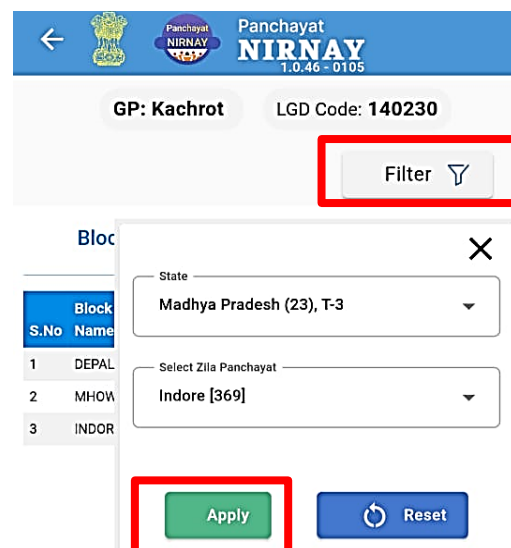 Panchayat
NIRNAY
Panchayat
NIRNAY
1.0.46 - 0105
GP: Kachrot LGD Code: 140230
Filter
Bloc
State
Madhya Pradesh (23), T-3
Select Zila Panchayat
Indore [369]
Block
S.No Name
1 DEPAL
2 MHOW
3 INDOR
Apply Reset